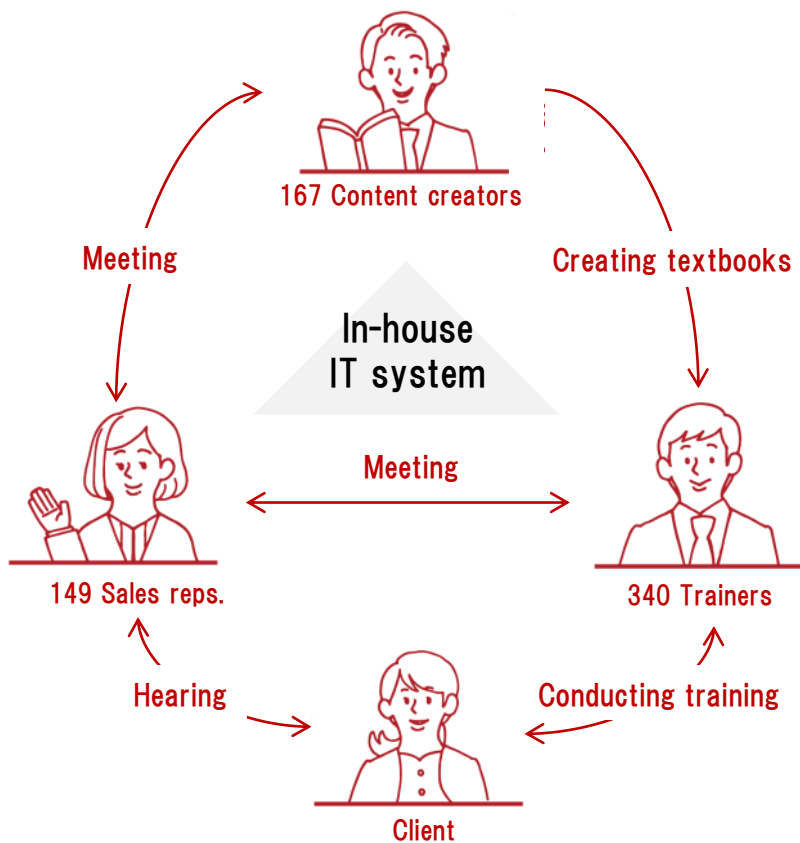 167 Content creators
Meeting
Creating textbooks
In-house
IT system
Meeting
149 Sales reps.
340 Trainers
Hearing
Conducting training
Client